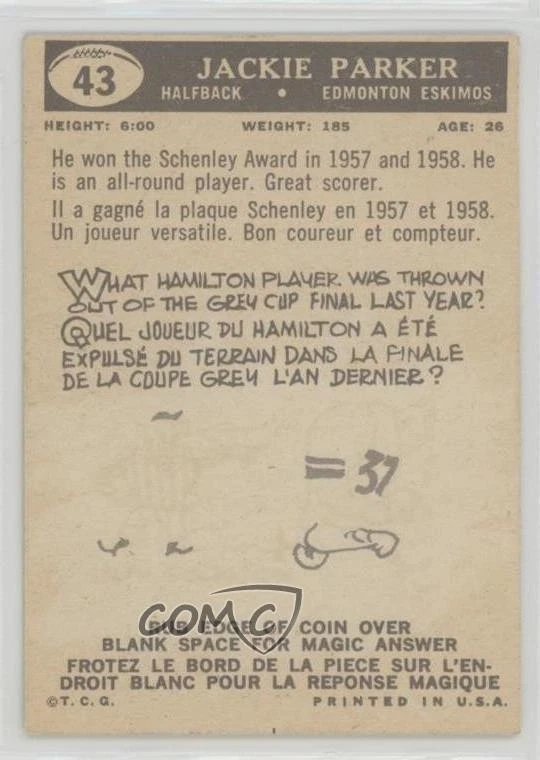 43
JACKIE PARKER
HALFBACK • EDMONTON ESKIMOS
HEIGHT: 6:00 WEIGHT: 185 AGE: 26
He won the Schenley Award in 1957 and 1958. He
is an all-round player. Great scorer.
Il a gagné la plaque Schenley en 1957 et 1958.
Un joueur versatile. Bon coureur et compteur.
WHAT HAMILTON PLAYER WAS THROWN
OUT OF THE GREY CUP FINAL LAST YEAR?
QUEL JOUEUR DU HAMILTON A ÉTÉ
EXPULSÉ DU TERRAIN DANS LA FINALE
DE LA COUPE GREY L'AN DERNIER?
= 37
COMC
RUB EDGE OF COIN OVER
BLANK SPACE FOR MAGIC ANSWER
FROTEZ LE BORD DE LA PIECE SUR L'EN-
DROIT BLANC POUR LA REPONSE MAGIQUE
©T.C.G. PRINTED IN U.S.A.